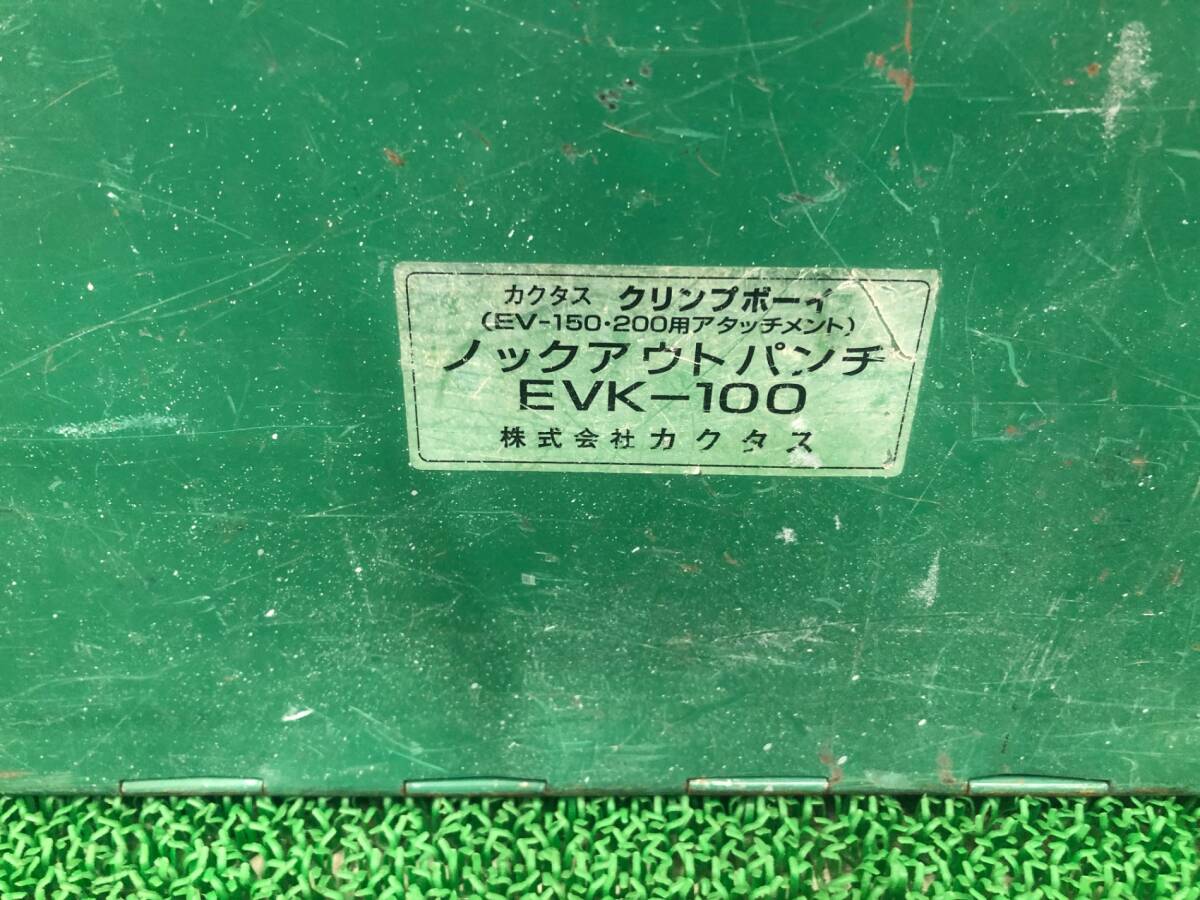 カクタス クリンプボーイ
(EV-150・200用アタッチメント)
ノックアウトパンチ
EVK-100
株式会社カクタス